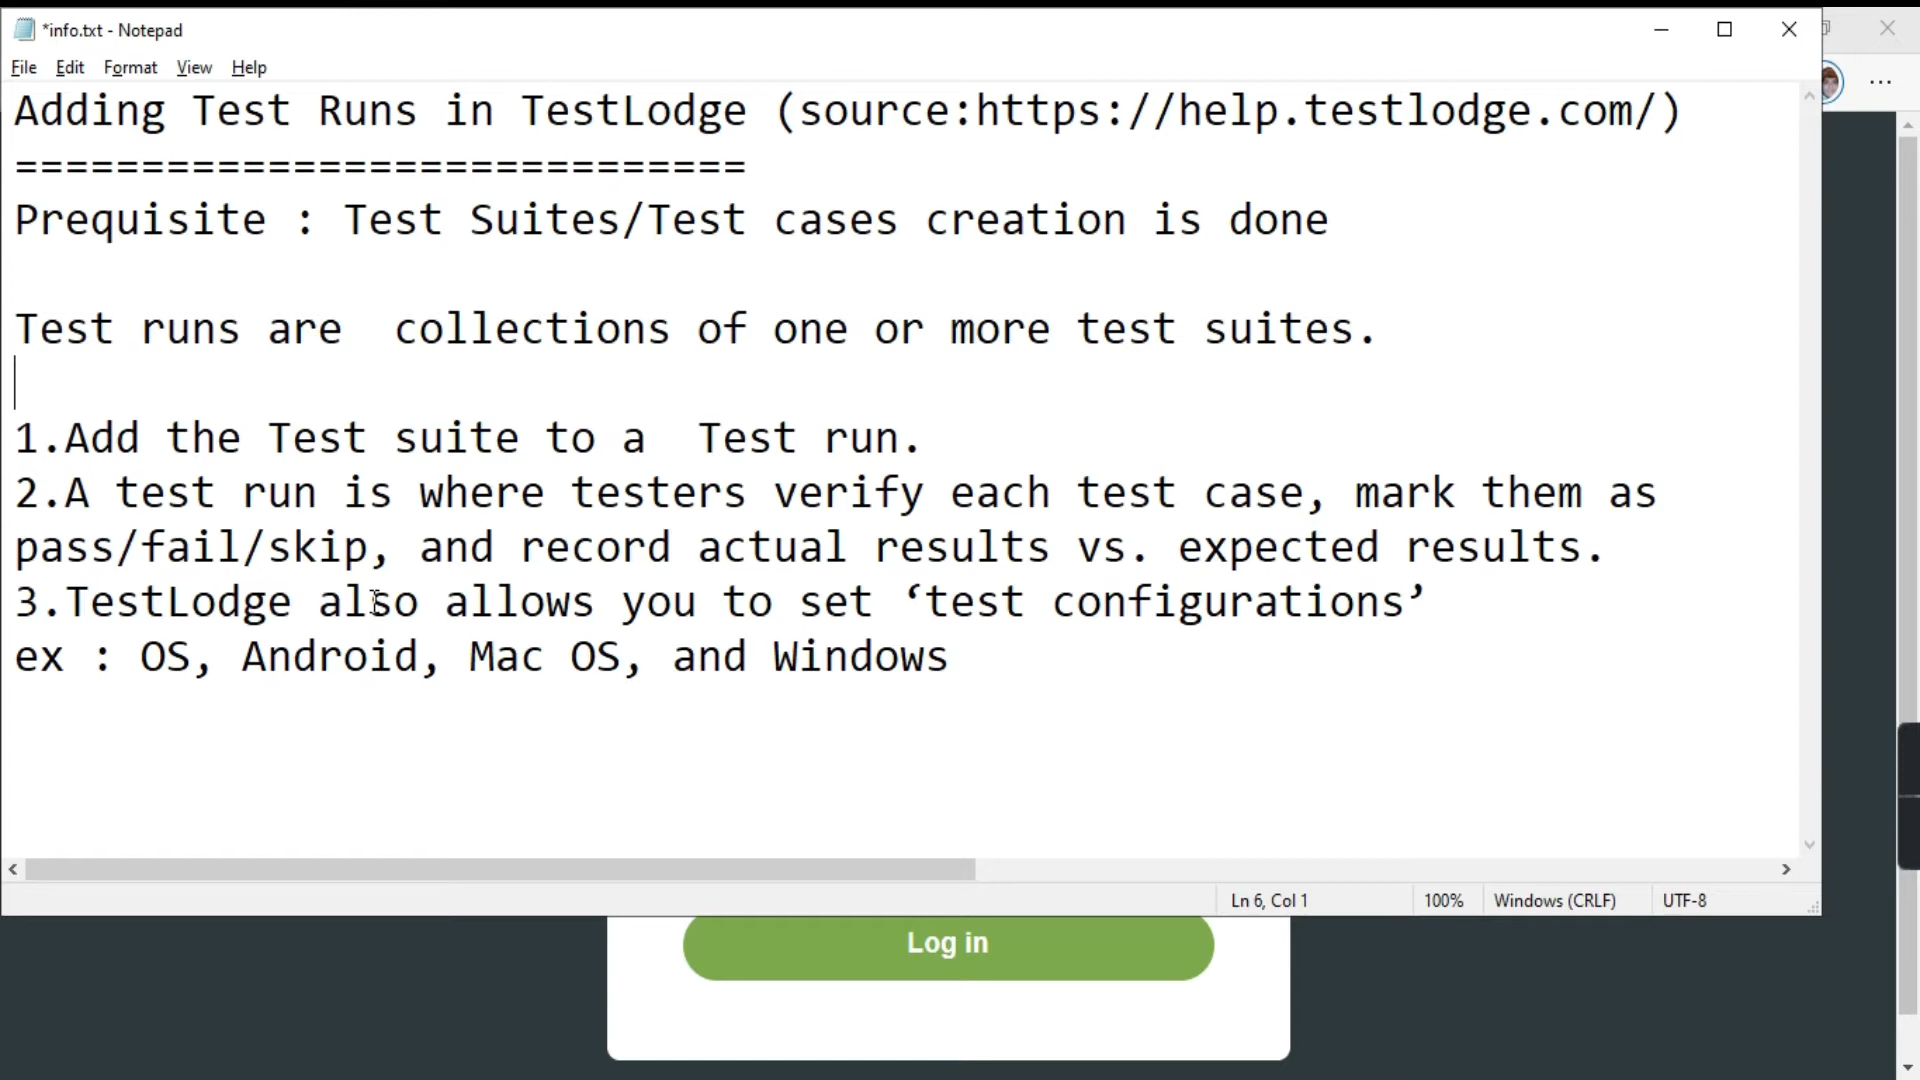 *info.txt - Notepad
File Edit Format View Help
Adding Test Runs in TestLodge (source:https://help.testlodge.com/)
=============================
Prequisite : Test Suites/Test cases creation is done
Test runs are  collections of one or more test suites.
1.Add the Test suite to a  Test run.
2.A test run is where testers verify each test case, mark them as
pass/fail/skip, and record actual results vs. expected results.
3.TestLodge also allows you to set ‘test configurations’
ex : OS, Android, Mac OS, and Windows
Ln 6, Col 1 100% Windows (CRLF) UTF-8
Log in